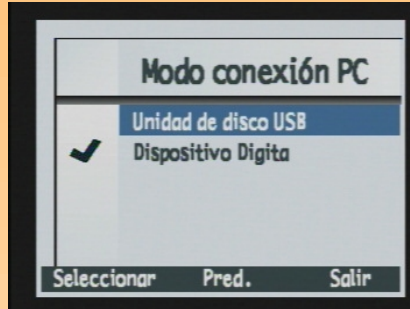 Modo conexión PC
Unidad de disco USB
Dispositivo Digita
Seleccionar Pred. Salir